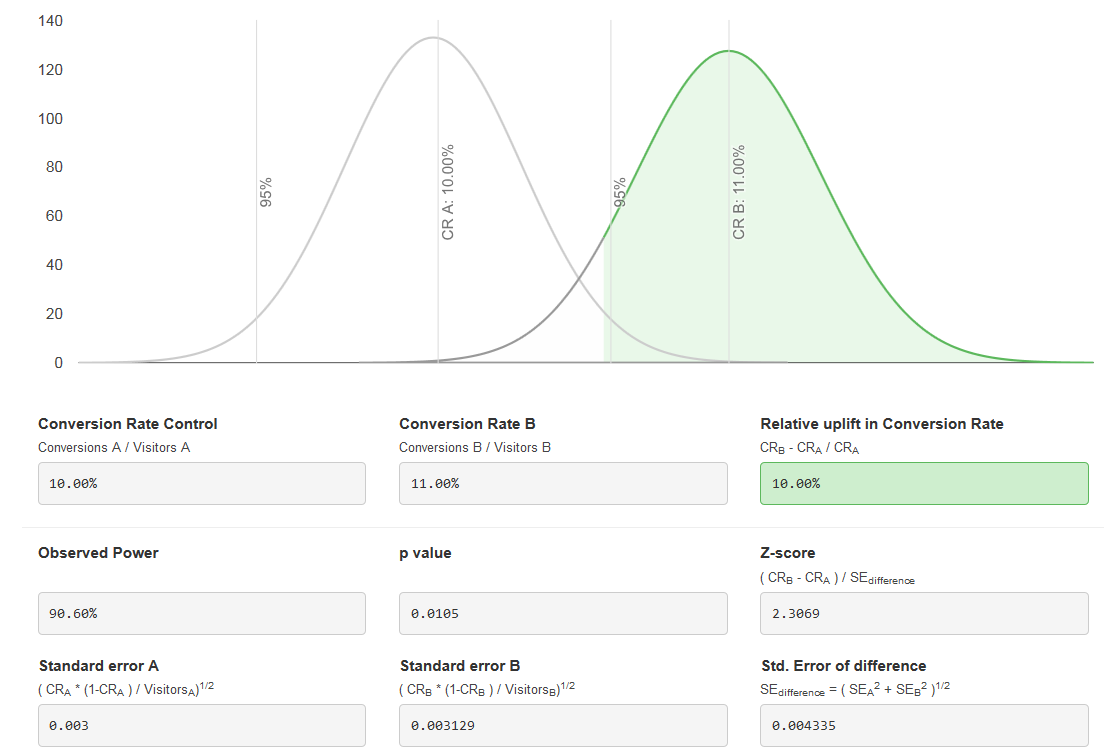 140
120
100
80
60
40
20
0
95%
CR A: 10.00%
95%
CR B: 11.00%
Conversion Rate Control
Conversions A / Visitors A
10.00%
Conversion Rate B
Conversions B / Visitors B
11.00%
Relative uplift in Conversion Rate
CRB - CRA / CRA
10.00%
Observed Power
90.60%
p value
0.0105
Z-score
( CRB - CRA ) / SEdifference
2.3069
Standard error A
( CRA * (1-CRA ) / VisitorsA)1/2
0.003
Standard error B
( CRB * (1-CRB ) / VisitorsB)1/2
0.003129
Std. Error of difference
SEdifference = ( SEA2 + SEB2 )1/2
0.004335